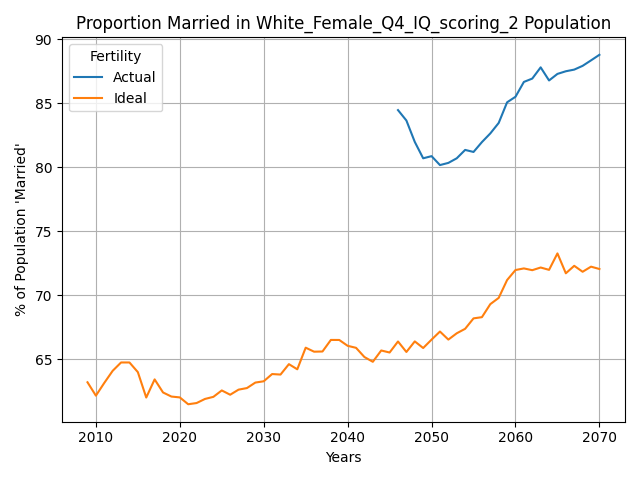 Proportion Married in White_Female_Q4_IQ_scoring_2 Population
Fertility
Actual
Ideal
% of Population 'Married'
90
85
80
75
70
65
2010
2020
2030
2040
2050
2060
2070
Years